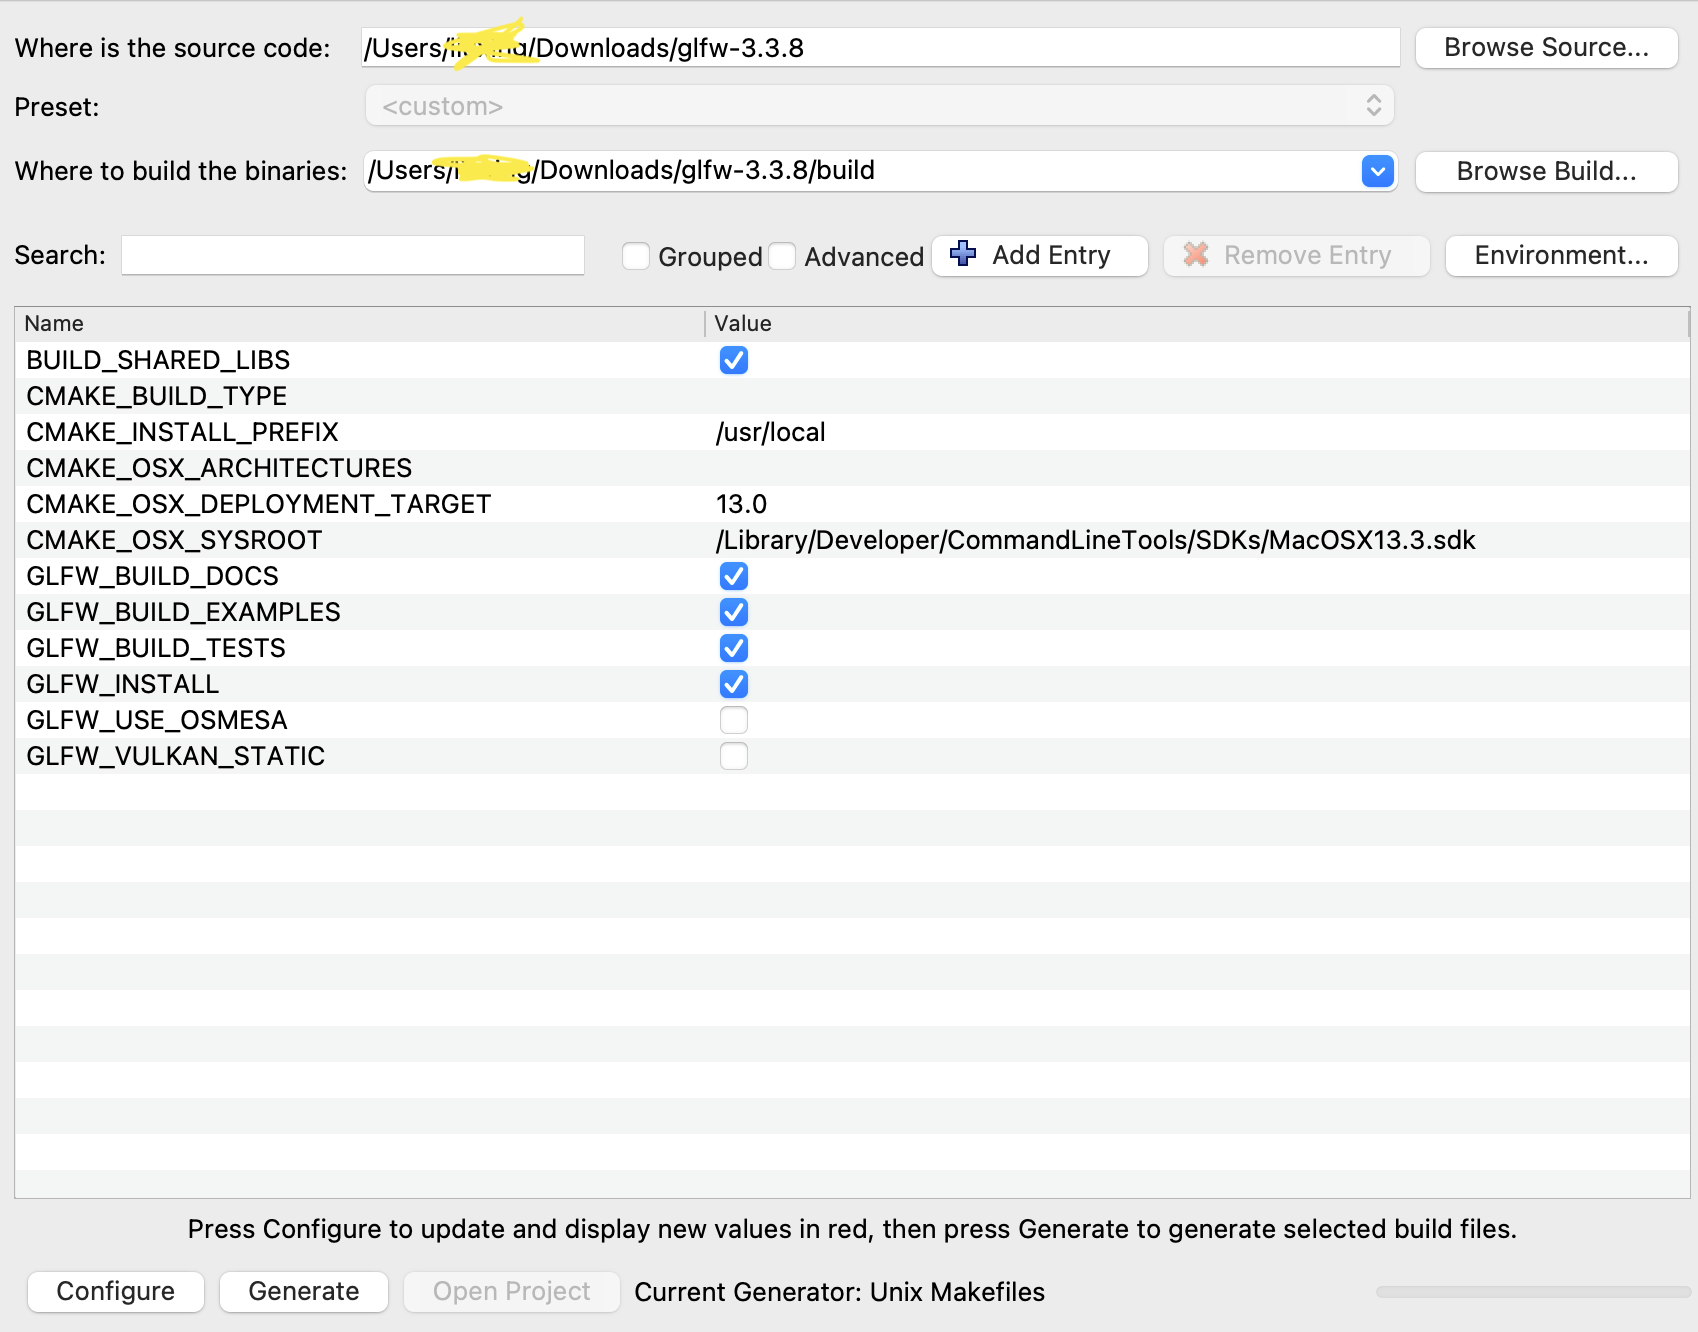 Where is the source code: /Users/ /Downloads/glfw-3.3.8 Browse Source...
Preset: <custom>
Where to build the binaries: /Users/ /Downloads/glfw-3.3.8/build Browse Build...
Search: Grouped Advanced Add Entry Remove Entry Environment...
Name Value
BUILD_SHARED_LIBS
CMAKE_BUILD_TYPE
CMAKE_INSTALL_PREFIX /usr/local
CMAKE_OSX_ARCHITECTURES
CMAKE_OSX_DEPLOYMENT_TARGET 13.0
CMAKE_OSX_SYSROOT /Library/Developer/CommandLineTools/SDKs/MacOSX13.3.sdk
GLFW_BUILD_DOCS
GLFW_BUILD_EXAMPLES
GLFW_BUILD_TESTS
GLFW_INSTALL
GLFW_USE_OSMESA
GLFW_VULKAN_STATIC
Press Configure to update and display new values in red, then press Generate to generate selected build files.
Configure Generate Open Project Current Generator: Unix Makefiles